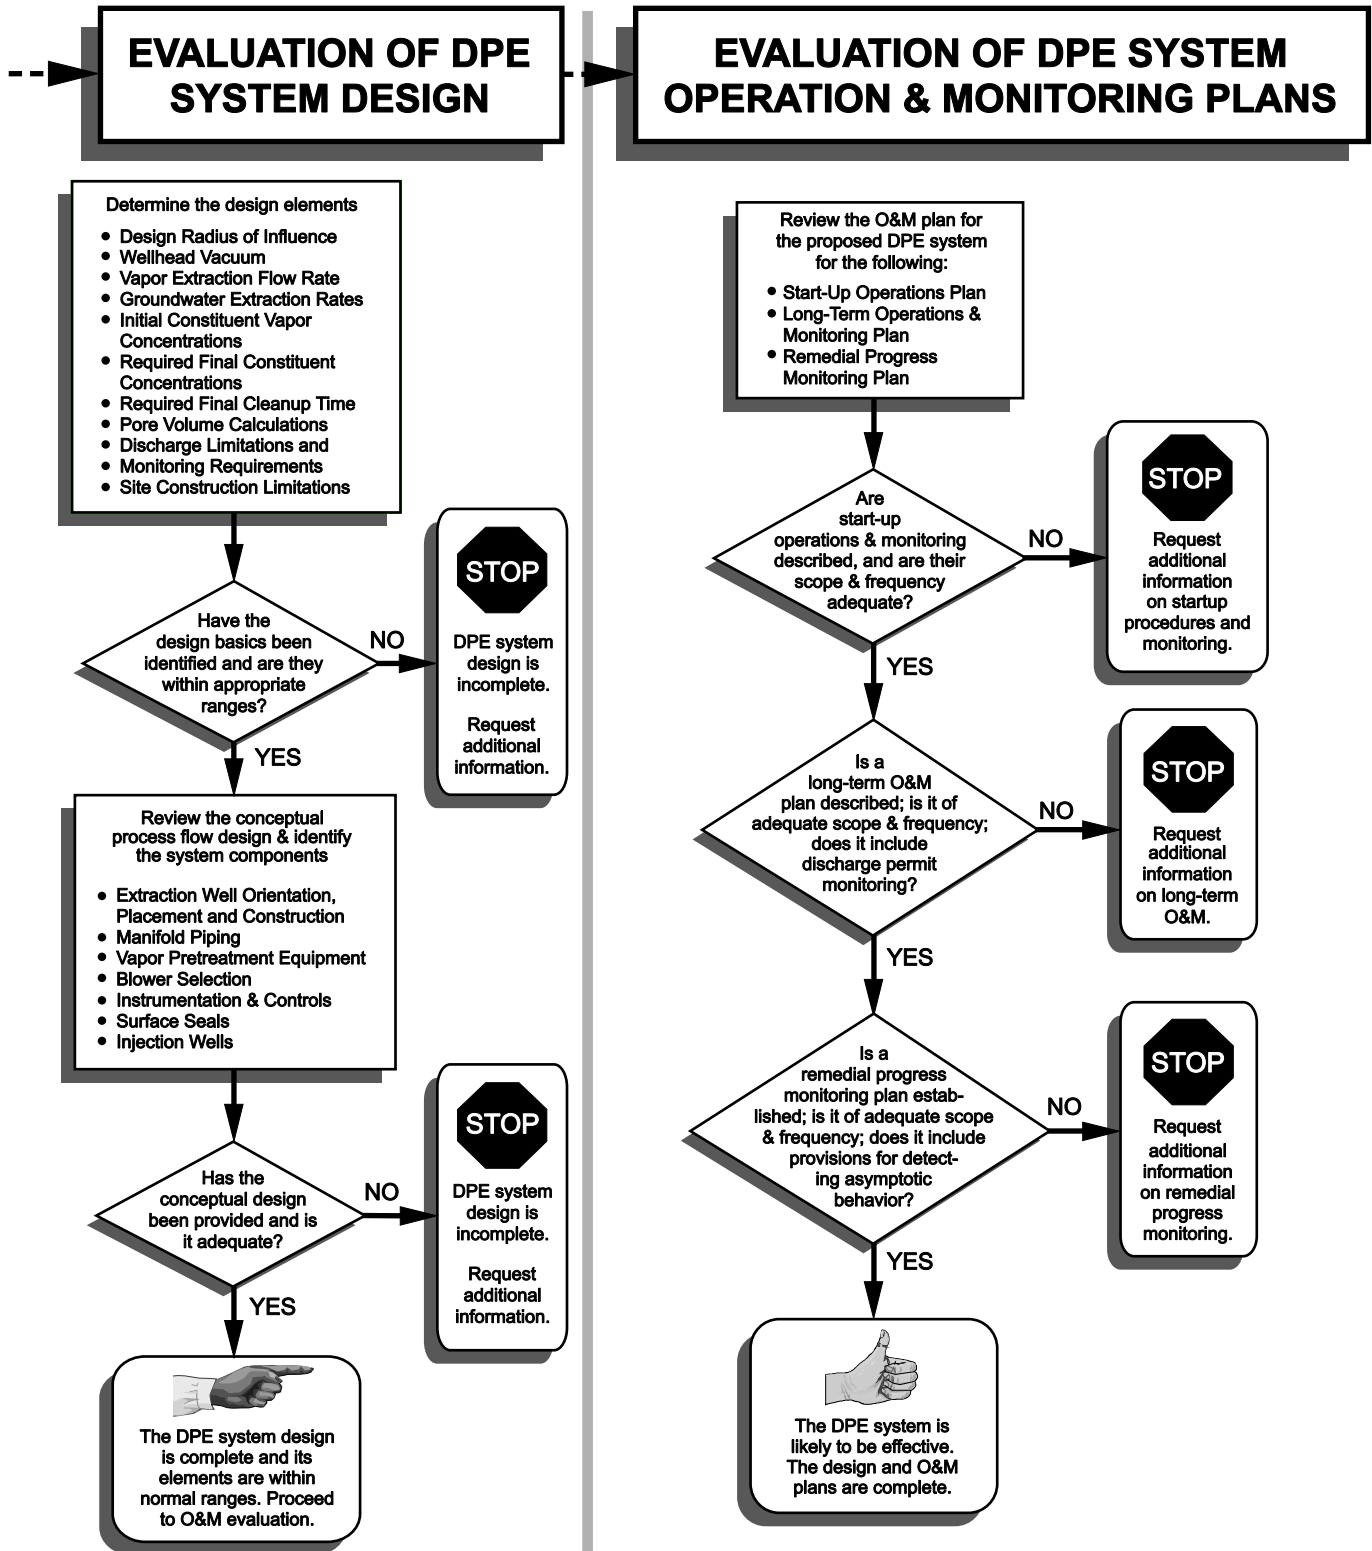 EVALUATION OF DPE
SYSTEM DESIGN
Determine the design elements
• Design Radius of Influence
• Wellhead Vacuum
• Vapor Extraction Flow Rate
• Groundwater Extraction Rates
• Initial Constituent Vapor
Concentrations
• Required Final Constituent
Concentrations
• Required Final Cleanup Time
• Pore Volume Calculations
• Discharge Limitations and
• Monitoring Requirements
• Site Construction Limitations
Have the
design basics been
identified and are they
within appropriate
ranges?
NO
STOP
DPE system
design is
incomplete.
Request
additional
information.
YES
Review the conceptual
process flow design & identify
the system components
• Extraction Well Orientation,
Placement and Construction
• Manifold Piping
• Vapor Pretreatment Equipment
• Blower Selection
• Instrumentation & Controls
• Surface Seals
• Injection Wells
Has the
conceptual design
been provided and is
it adequate?
NO
STOP
DPE system
design is
incomplete.
Request
additional
information.
YES
The DPE system design
is complete and its
elements are within
normal ranges. Proceed
to O&M evaluation.
EVALUATION OF DPE SYSTEM
OPERATION & MONITORING PLANS
Review the O&M plan for
the proposed DPE system
for the following:
• Start-Up Operations Plan
• Long-Term Operations &
Monitoring Plan
• Remedial Progress
Monitoring Plan
Are
start-up
operations & monitoring
described, and are their
scope & frequency
adequate?
NO
STOP
Request
additional
information
on startup
procedures and
monitoring.
YES
Is a
long-term O&M
plan described; is it of
adequate scope & frequency;
does it include
discharge permit
monitoring?
NO
STOP
Request
additional
information
on long-term
O&M.
YES
Is a
remedial progress
monitoring plan estab-
lished; is it of adequate scope
& frequency; does it include
provisions for detect-
ing asymptotic
behavior?
NO
STOP
Request
additional
information
on remedial
progress
monitoring.
YES
The DPE system is
likely to be effective.
The design and O&M
plans are complete.